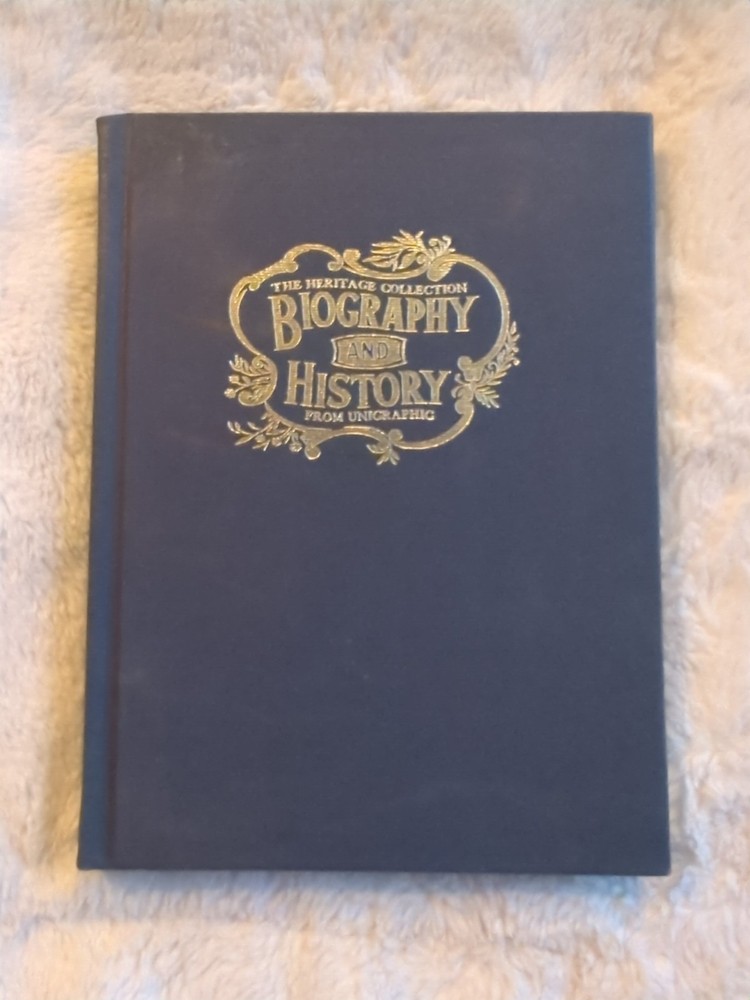 THE HERITAGE COLLECTION
BIOGRAPHY
AND
HISTORY
FROM UNIGRAPHIC